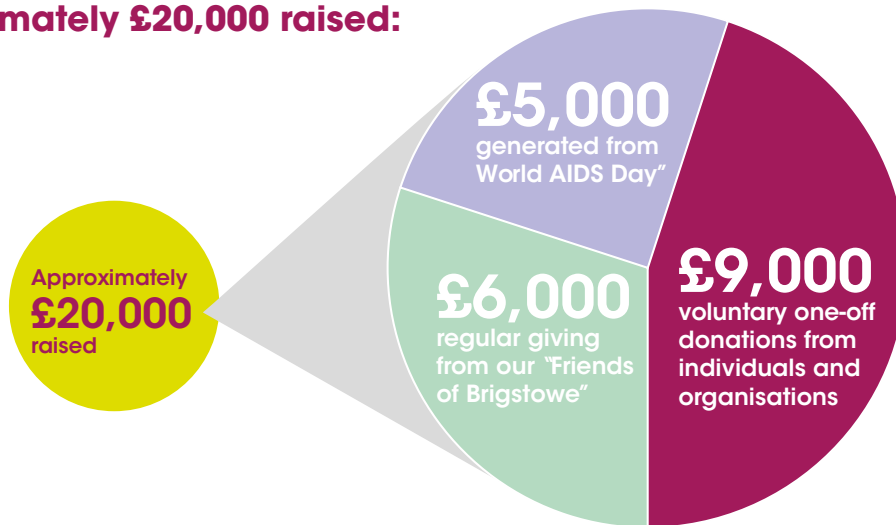 mately £20,000 raised:
£5,000
generated from
World AIDS Day”
Approximately
£20,000
raised
£6,000
regular giving
from our “Friends
of Brigstowe”
£9,000
voluntary one-off
donations from
individuals and
organisations